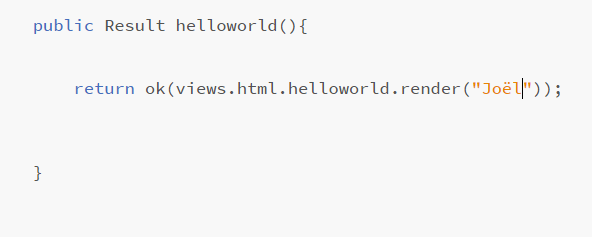 public Result helloworld(){
return ok(views.html.helloworld.render("Joël"));
}